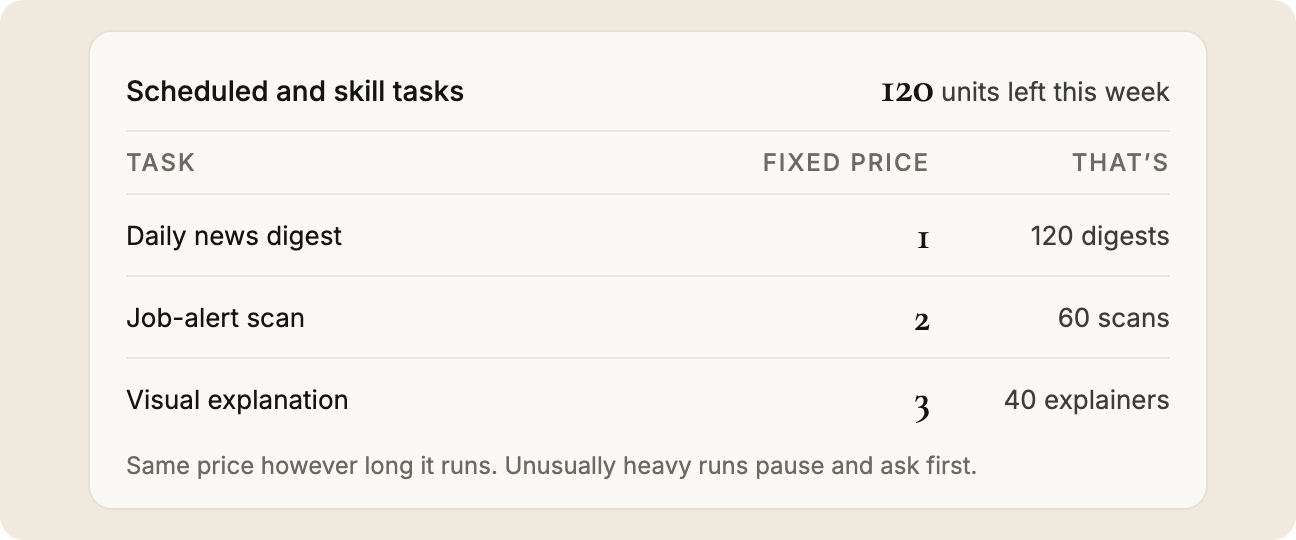 Scheduled and skill tasks 120 units left this week
TASK FIXED PRICE THAT’S
Daily news digest 1 120 digests
Job-alert scan 2 60 scans
Visual explanation 3 40 explainers
Same price however long it runs. Unusually heavy runs pause and ask first.